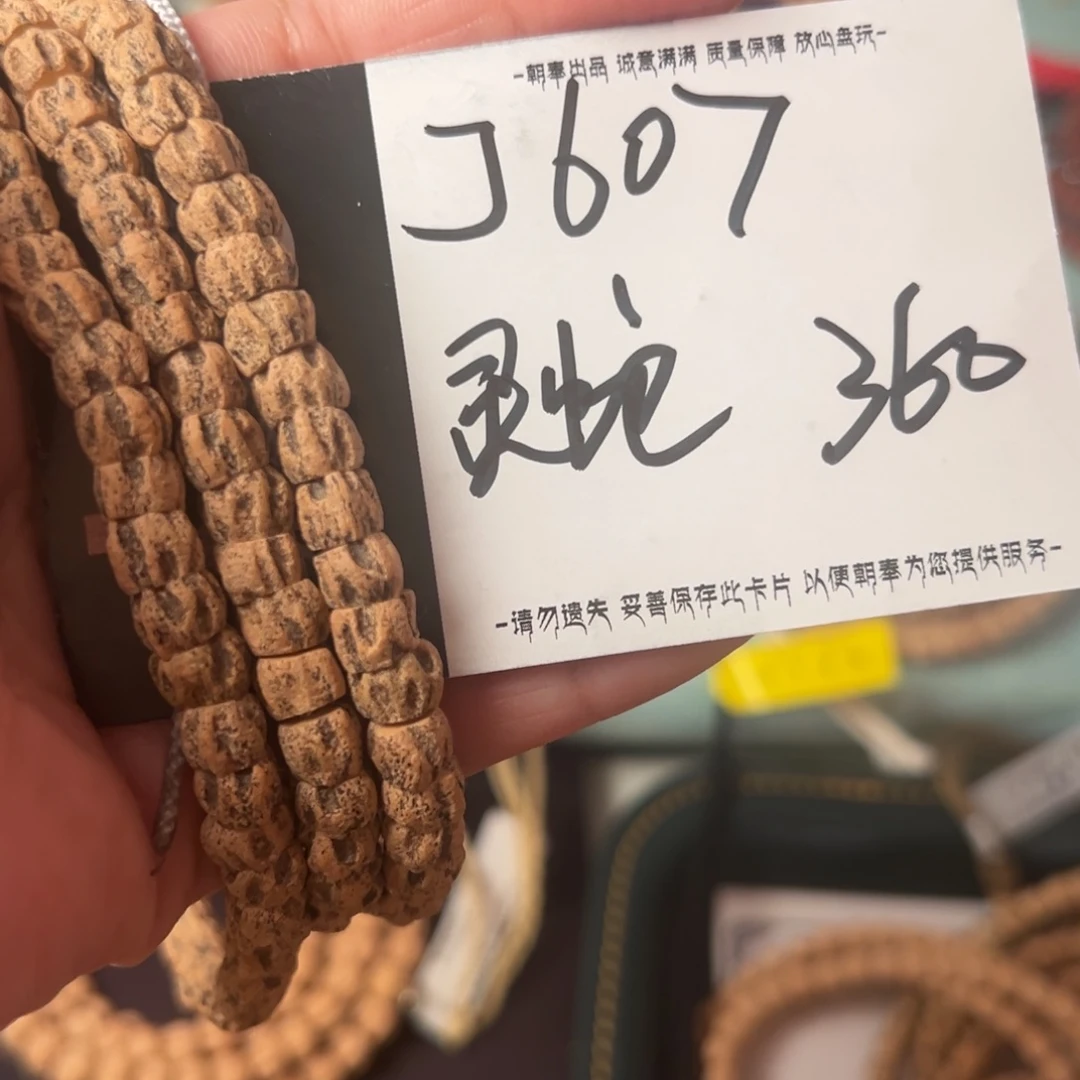 -朝奉出品 诚意满满 质量保障 放心盘玩-
J607
灵蛇 360
-请勿遗失 妥善保存此卡片 以便朝奉为您提供服务-